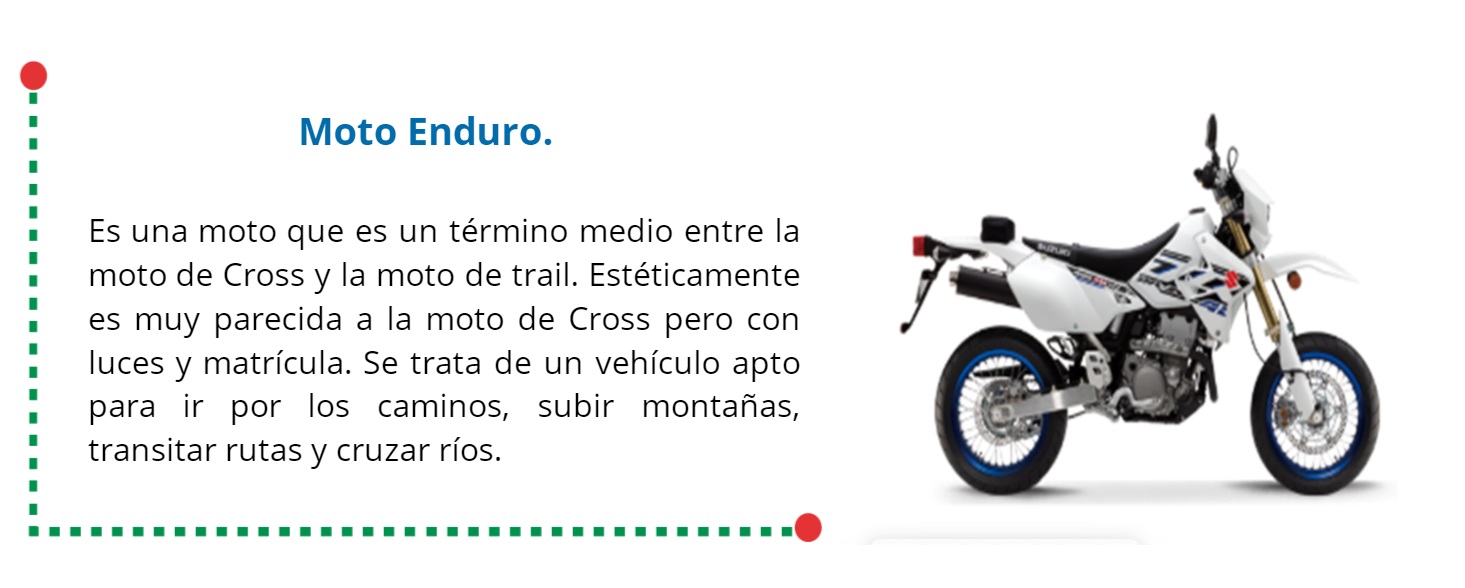 Moto Enduro.
Es una moto que es un término medio entre la
moto de Cross y la moto de trail. Estéticamente
es muy parecida a la moto de Cross pero con
luces y matrícula. Se trata de un vehículo apto
para ir por los caminos, subir montañas,
transitar rutas y cruzar ríos.
SUZUKI